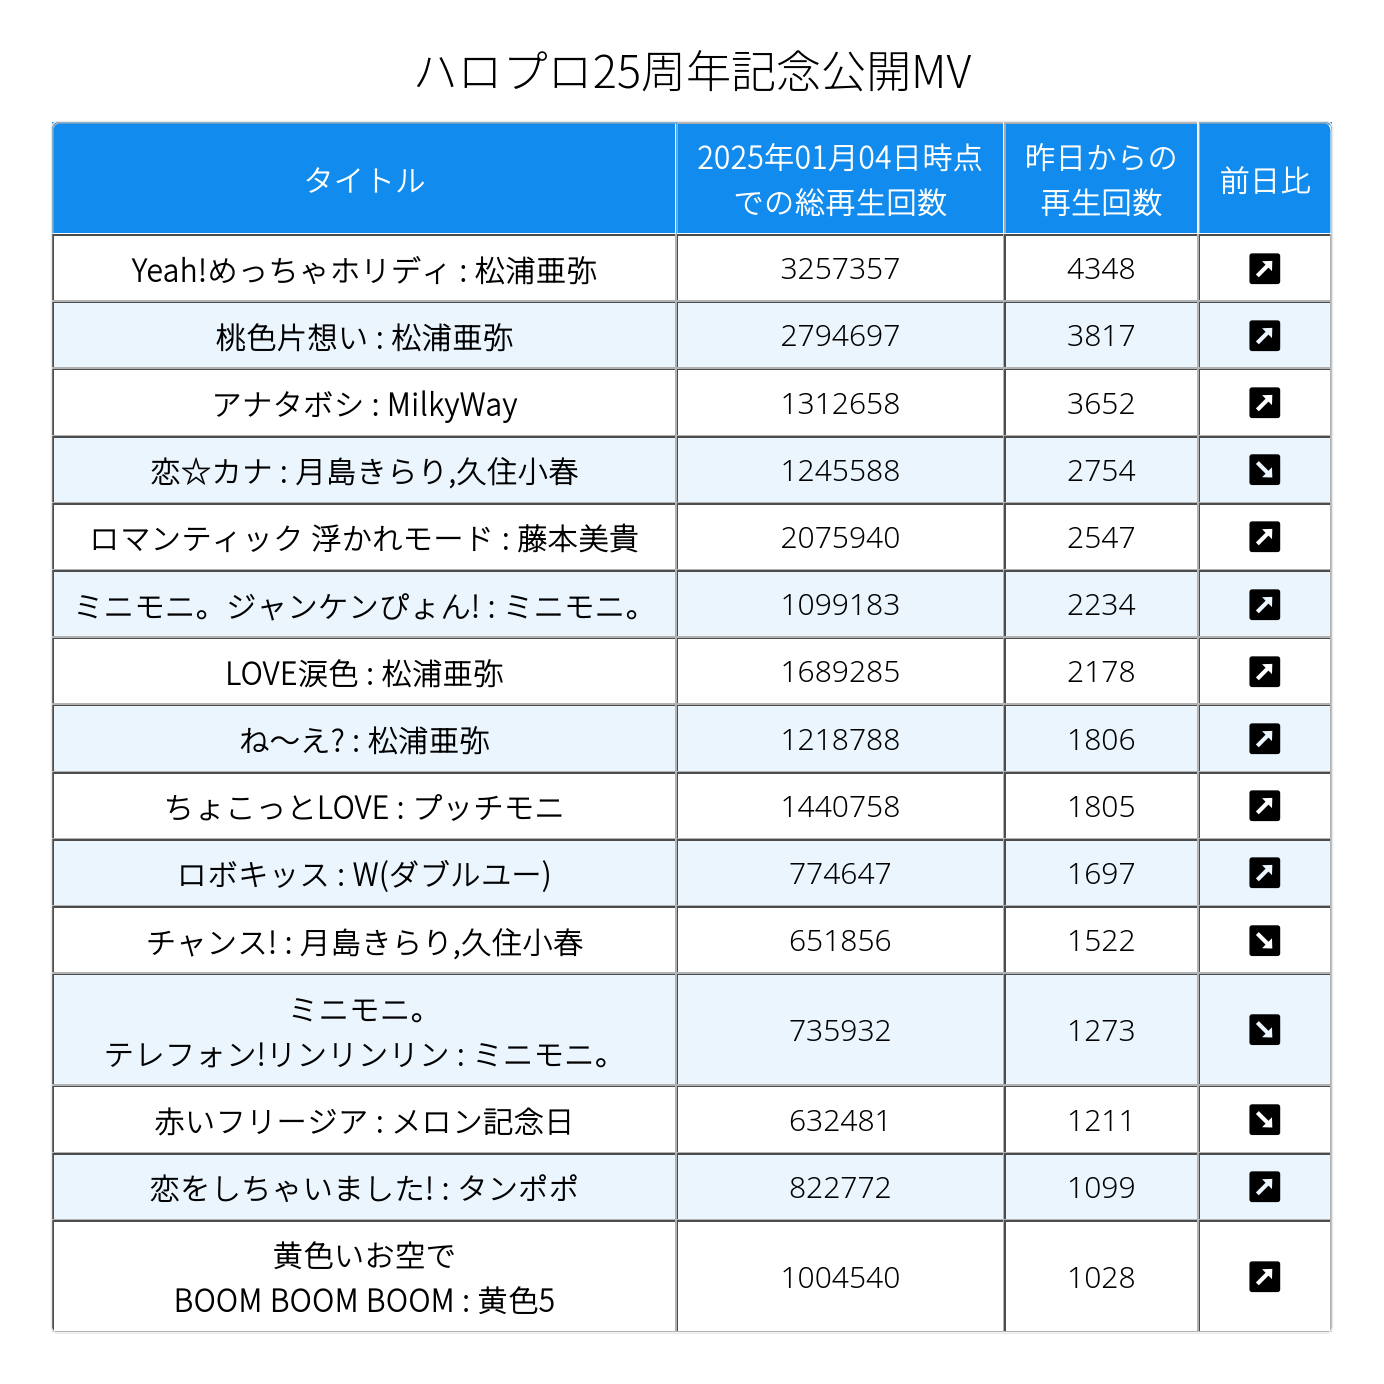 ハロプロ25周年記念公開MV
タイトル
2025年01月04日時点
での総再生回数
昨日からの
再生回数
前日比
Yeah!めっちゃホリディ : 松浦亜弥 3257357 4348
桃色片想い : 松浦亜弥 2794697 3817
アナタボシ : MilkyWay 1312658 3652
恋☆カナ : 月島きらり,久住小春 1245588 2754
ロマンティック 浮かれモード : 藤本美貴 2075940 2547
ミニモニ。ジャンケンぴょん! : ミニモニ。 1099183 2234
LOVE涙色 : 松浦亜弥 1689285 2178
ね〜え? : 松浦亜弥 1218788 1806
ちょこっとLOVE : プッチモニ 1440758 1805
ロボキッス : W(ダブルユー) 774647 1697
チャンス! : 月島きらり,久住小春 651856 1522
ミニモニ。
テレフォン!リンリンリン : ミニモニ。 735932 1273
赤いフリージア : メロン記念日 632481 1211
恋をしちゃいました! : タンポポ 822772 1099
黄色いお空で
BOOM BOOM BOOM : 黄色5 1004540 1028